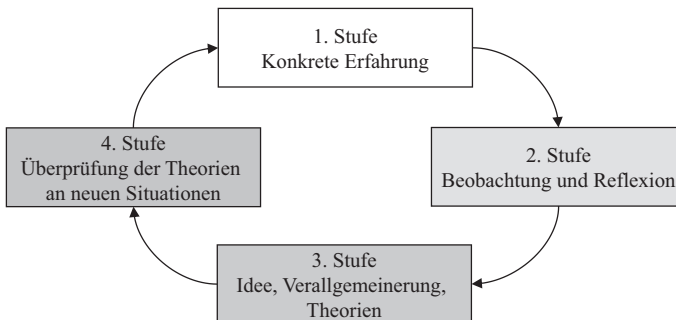 1. Stufe
Konkrete Erfahrung
2. Stufe
Beobachtung und Reflexion
3. Stufe
Idee, Verallgemeinerung,
Theorien
4. Stufe
Überprüfung der Theorien
an neuen Situationen